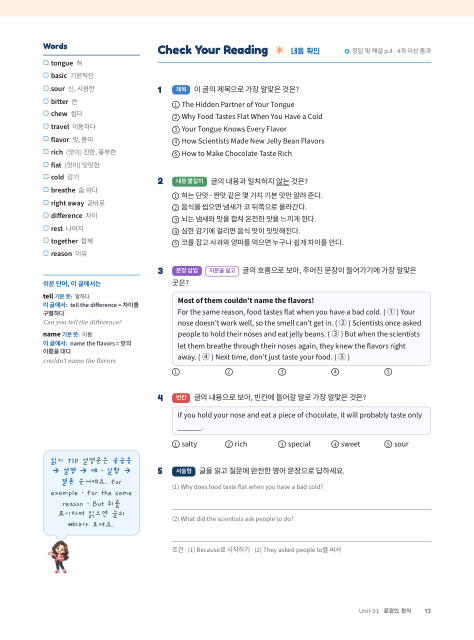 Words
tongue 혀
basic 기본적인
sour 신, 시큼한
bitter 쓴
chew 씹다
travel 이동하다
flavor 맛, 풍미
rich (맛이) 진한, 풍부한
flat (맛이) 밋밋한
cold 감기
breathe 숨 쉬다
right away 곧바로
difference 차이
rest 나머지
together 함께
reason 이유
쉬운 단어, 이 글에서는
tell 기본 뜻: 말하다
이 글에서: tell the difference = 차이를
구별하다
Can you tell the difference?
name 기본 뜻: 이름
이 글에서: name the flavors = 맛의
이름을 대다
couldn't name the flavors
읽기 TIP 설명문은 궁금증
→ 설명 → 예·실험 →
결론 순서예요. For
example · For the same
reason · But 뒤를
표시하며 읽으면 글의
뼈대가 보여요.
Check Your Reading 내용 확인
정답 및 해설 p.4 · 4개 이상 통과
1 제목 이 글의 제목으로 가장 알맞은 것은?
① The Hidden Partner of Your Tongue
② Why Food Tastes Flat When You Have a Cold
③ Your Tongue Knows Every Flavor
④ How Scientists Made New Jelly Bean Flavors
⑤ How to Make Chocolate Taste Rich
2 내용 불일치 글의 내용과 일치하지 않는 것은?
① 혀는 단맛·짠맛 같은 몇 가지 기본 맛만 알려 준다.
② 음식을 씹으면 냄새가 코 뒤쪽으로 올라간다.
③ 뇌는 냄새와 맛을 합쳐 온전한 맛을 느끼게 한다.
④ 심한 감기에 걸리면 음식 맛이 밋밋해진다.
⑤ 코를 잡고 사과와 양파를 먹으면 누구나 쉽게 차이를 안다.
3 문장 삽입 지문을 덮고 글의 흐름으로 보아, 주어진 문장이 들어가기에 가장 알맞은
곳은?
Most of them couldn't name the flavors!
For the same reason, food tastes flat when you have a bad cold. ( ① ) Your
nose doesn't work well, so the smell can't get in. ( ② ) Scientists once asked
people to hold their noses and eat jelly beans. ( ③ ) But when the scientists
let them breathe through their noses again, they knew the flavors right
away. ( ④ ) Next time, don't just taste your food. ( ⑤ )
① ② ③ ④ ⑤
4 빈칸 글의 내용으로 보아, 빈칸에 들어갈 말로 가장 알맞은 것은?
If you hold your nose and eat a piece of chocolate, it will probably taste only
______.
① salty ② rich ③ special ④ sweet ⑤ sour
5 서술형 글을 읽고 질문에 완전한 영어 문장으로 답하세요.
(1) Why does food taste flat when you have a bad cold?
(2) What did the scientists ask people to do?
조건 · (1) Because로 시작하기 · (2) They asked people to를 써서
Unit 01 궁금한 형식 13